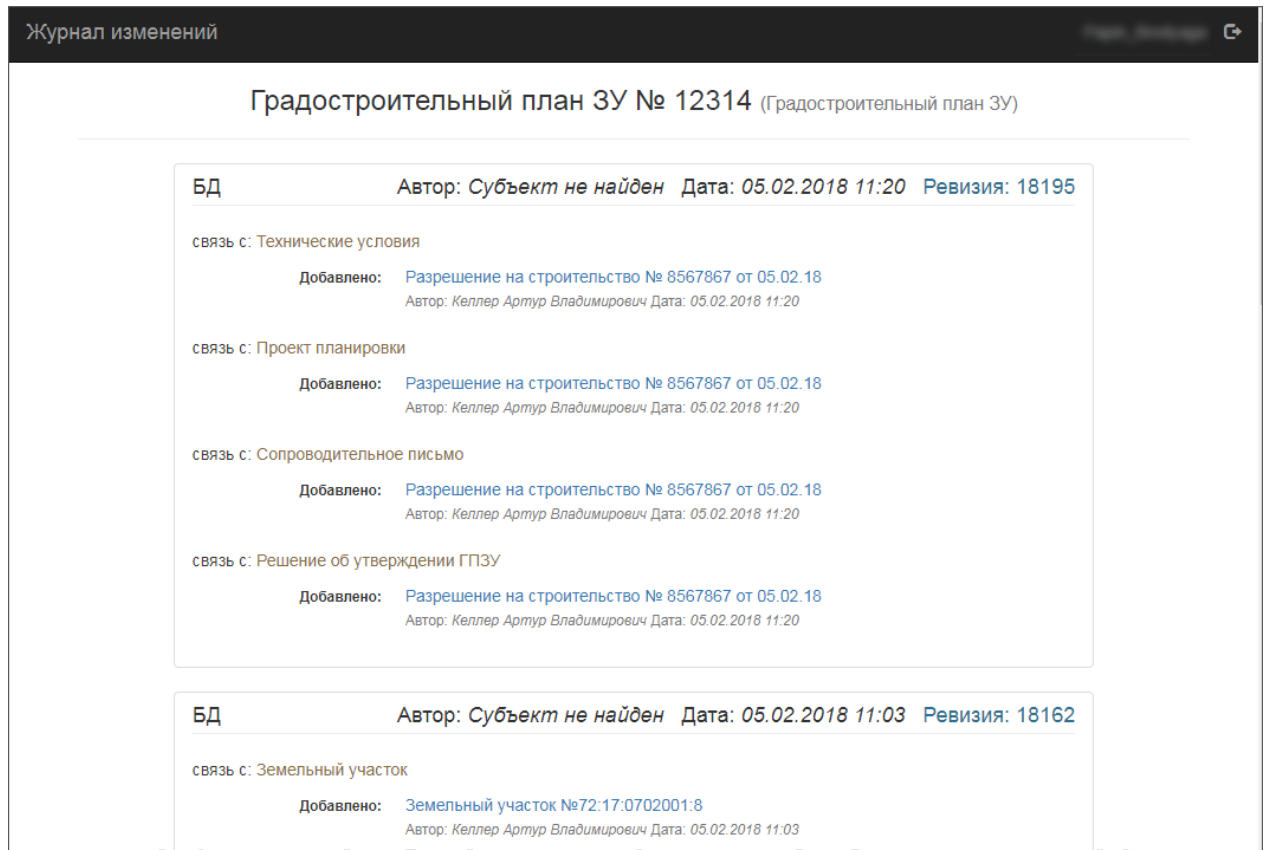 Журнал изменений
Градостроительный план ЗУ № 12314 (Градостроительный план ЗУ)
БД Автор: Субъект не найден Дата: 05.02.2018 11:20 Ревизия: 18195
связь с: Технические условия
Добавлено: Разрешение на строительство № 8567867 от 05.02.18
Автор: Келлер Артур Владимирович Дата: 05.02.2018 11:20
связь с: Проект планировки
Добавлено: Разрешение на строительство № 8567867 от 05.02.18
Автор: Келлер Артур Владимирович Дата: 05.02.2018 11:20
связь с: Сопроводительное письмо
Добавлено: Разрешение на строительство № 8567867 от 05.02.18
Автор: Келлер Артур Владимирович Дата: 05.02.2018 11:20
связь с: Решение об утверждении ГПЗУ
Добавлено: Разрешение на строительство № 8567867 от 05.02.18
Автор: Келлер Артур Владимирович Дата: 05.02.2018 11:20
БД Автор: Субъект не найден Дата: 05.02.2018 11:03 Ревизия: 18162
связь с: Земельный участок
Добавлено: Земельный участок №72:17:0702001:8
Автор: Келлер Артур Владимирович Дата: 05.02.2018 11:03